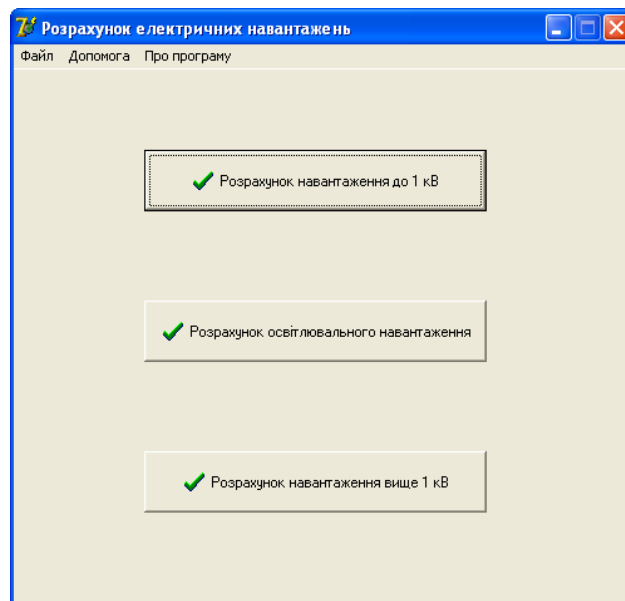 Розрахунок електричних навантажень
Файл Допомога Про програму
Розрахунок навантаження до 1 кВ
Розрахунок освітлювального навантаження
Розрахунок навантаження вище 1 кВ